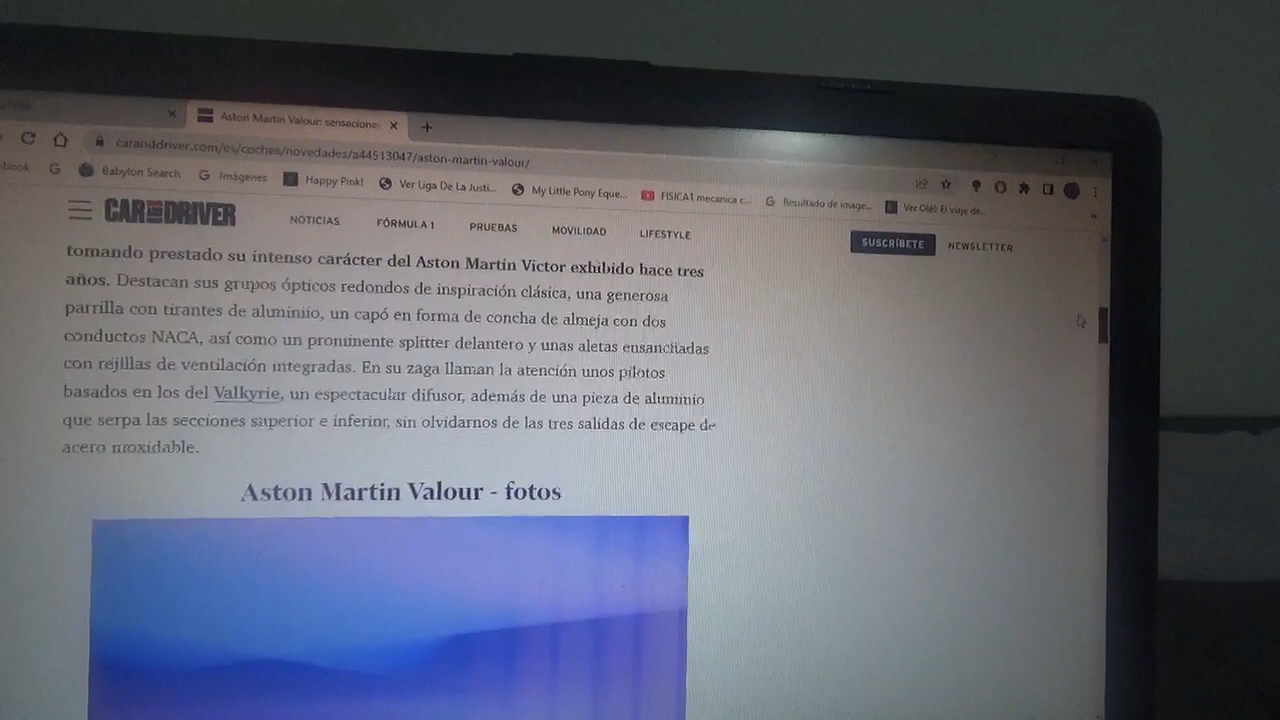 Aston Martin Valour: sensaciones
caranddriver.com/es/coches/novedades/a44513047/aston-martin-valour/
book
Babylon Search
Imágenes
Happy Pink!
Ver Liga De La Justi...
My Little Pony Eque...
FISICA1 mecanica c...
Resultado de image...
Ver Olé!: El viaje de...
CAR AND DRIVER
NOTICIAS
FÓRMULA 1
PRUEBAS
MOVILIDAD
LIFESTYLE
SUSCRÍBETE
NEWSLETTER
tomando prestado su intenso carácter del Aston Martin Victor exhibido hace tres
años. Destacan sus grupos ópticos redondos de inspiración clásica, una generosa
parrilla con tirantes de aluminio, un capó en forma de concha de almeja con dos
conductos NACA, así como un prominente splitter delantero y unas aletas ensanchadas
con rejillas de ventilación integradas. En su zaga llaman la atención unos pilotos
basados en los del Valkyrie, un espectacular difusor, además de una pieza de aluminio
que serpa las secciones superior e inferior, sin olvidarnos de las tres salidas de escape de
acero inoxidable.
Aston Martin Valour - fotos